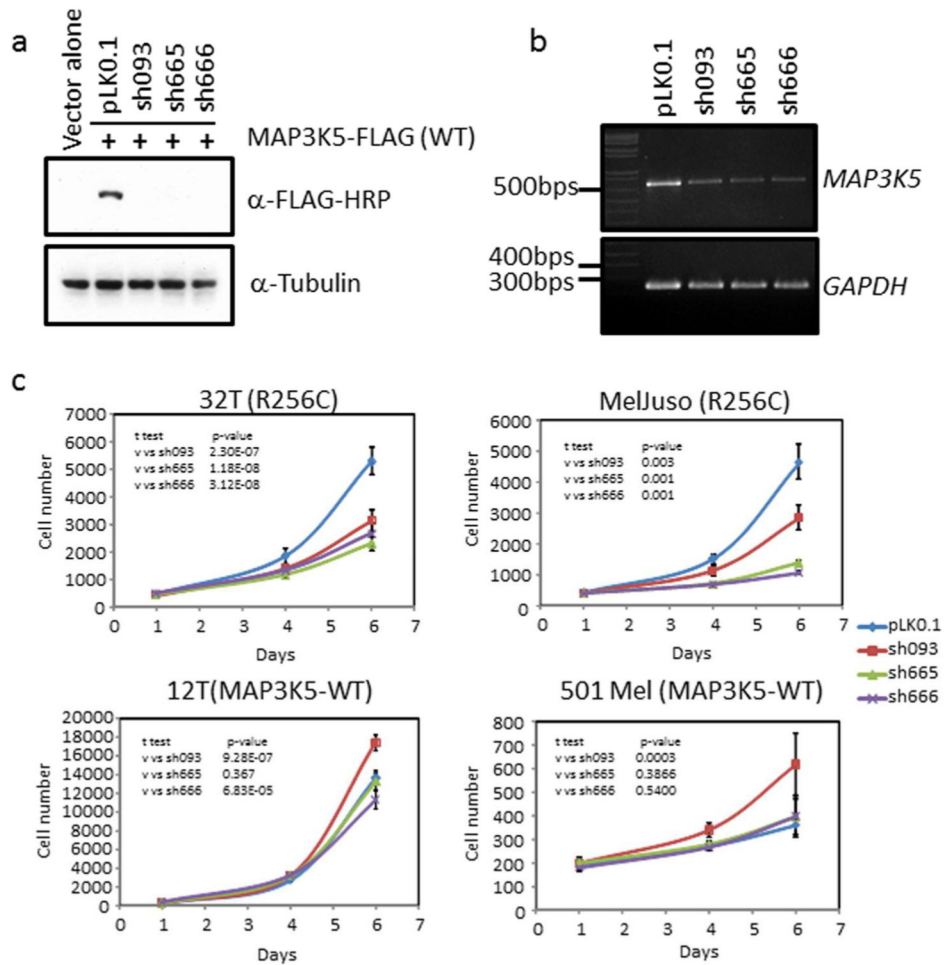 a
Vector alone
pLK0.1
sh093
sh665
sh666
+ + + + MAP3K5-FLAG (WT)
α-FLAG-HRP
α-Tubulin
b
pLK0.1
sh093
sh665
sh666
500bps
MAP3K5
400bps
300bps
GAPDH
c
32T (R256C)
7000
6000
5000
4000
3000
2000
1000
0
Cell number
t test p-value
v vs sh093 2.30E-07
v vs sh665 1.18E-08
v vs sh666 3.12E-08
0 1 2 3 4 5 6 7
Days
MelJuso (R256C)
6000
5000
4000
3000
2000
1000
0
Cell number
t test p-value
v vs sh093 0.003
v vs sh665 0.001
v vs sh666 0.001
0 1 2 3 4 5 6 7
Days
pLK0.1
sh093
sh665
sh666
12T(MAP3K5-WT)
20000
18000
16000
14000
12000
10000
8000
6000
4000
2000
0
Cell number
t test p-value
v vs sh093 9.28E-07
v vs sh665 0.367
v vs sh666 6.83E-05
0 1 2 3 4 5 6 7
Days
501 Mel (MAP3K5-WT)
800
700
600
500
400
300
200
100
0
Cell number
t test p-value
v vs sh093 0.0003
v vs sh665 0.3866
v vs sh666 0.5400
0 1 2 3 4 5 6 7
Days